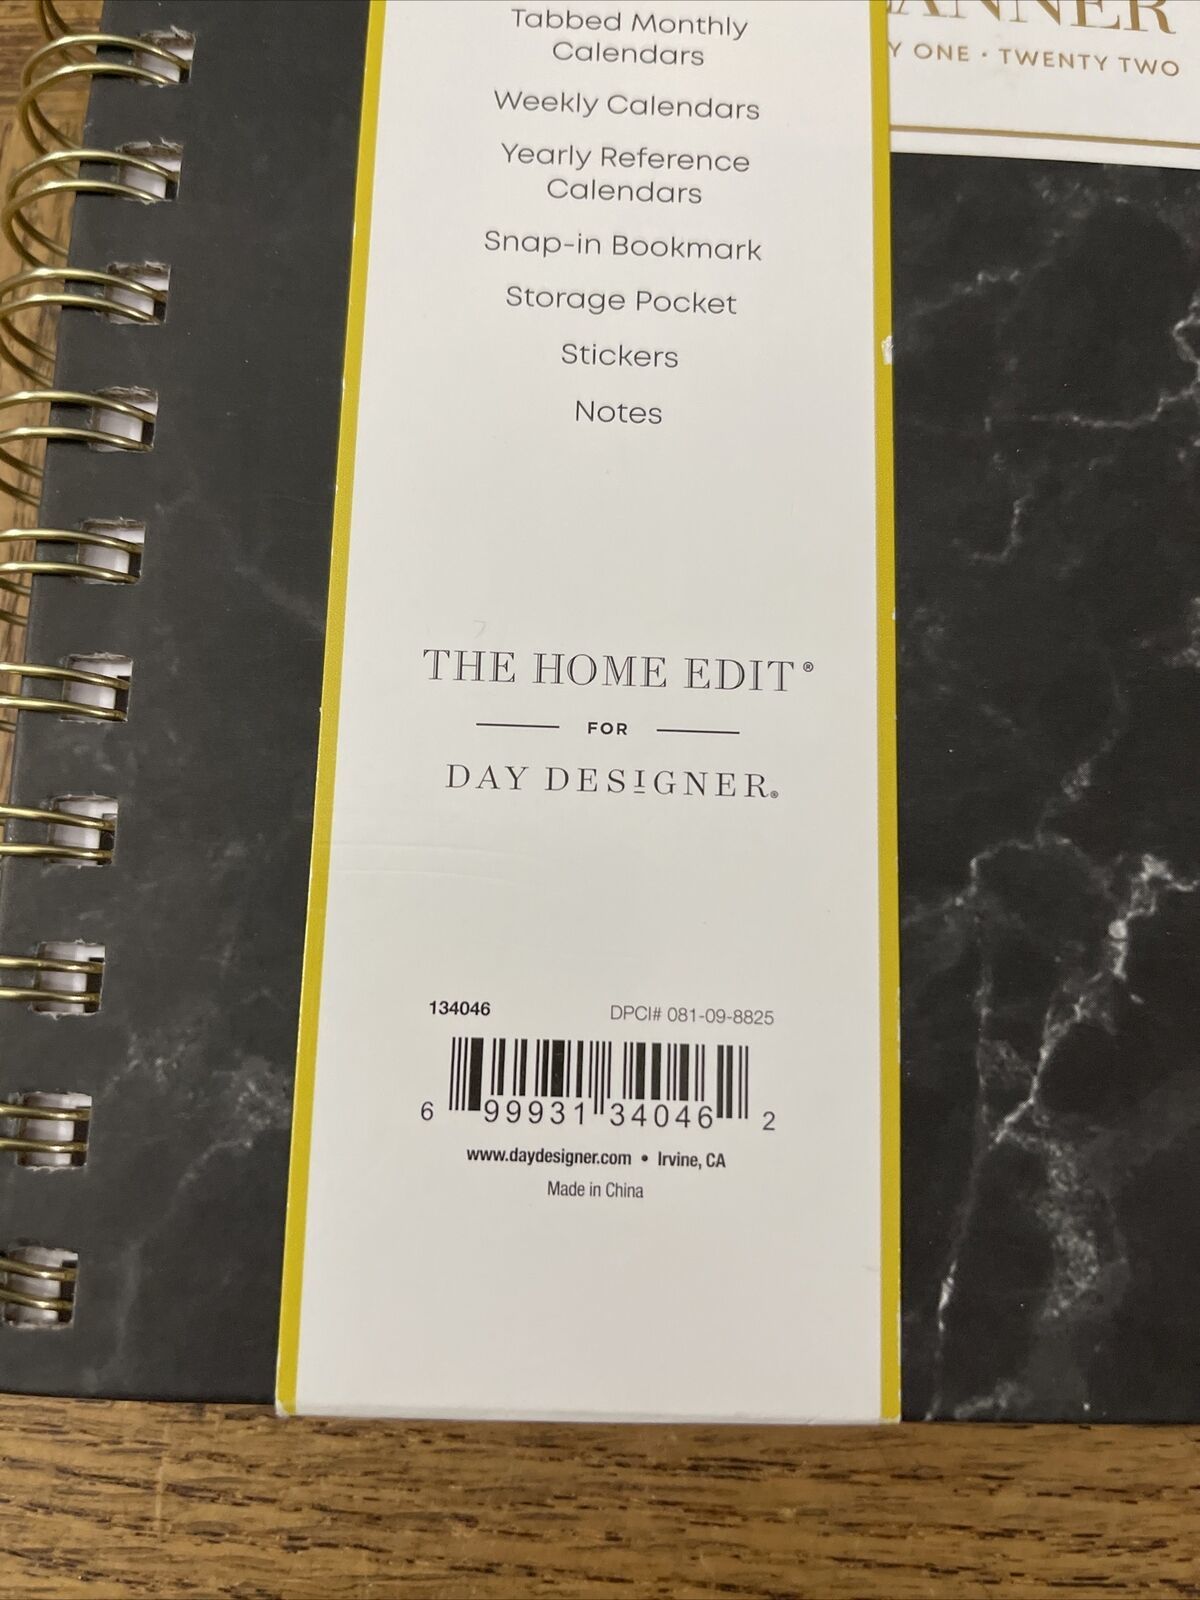 Tabbed Monthly
Calendars
Weekly Calendars
Yearly Reference
Calendars
Snap-in Bookmark
Storage Pocket
Stickers
Notes
THE HOME EDIT®
FOR
DAY DESIGNER®
134046 DPCI# 081-09-8825
6 99931 34046 2
www.daydesigner.com • Irvine, CA
Made in China
ONE · TWENTY TWO